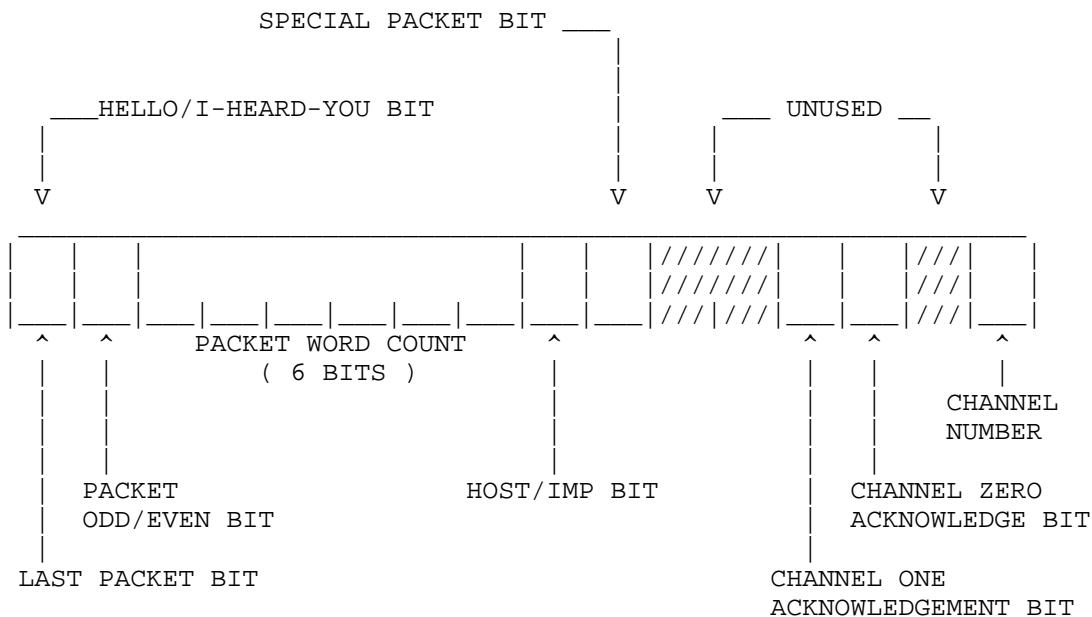 SPECIAL PACKET BIT
HELLO/I-HEARD-YOU BIT
UNUSED
PACKET WORD COUNT
( 6 BITS )
CHANNEL
NUMBER
PACKET
ODD/EVEN BIT
HOST/IMP BIT
CHANNEL ZERO
ACKNOWLEDGE BIT
LAST PACKET BIT
CHANNEL ONE
ACKNOWLEDGEMENT BIT